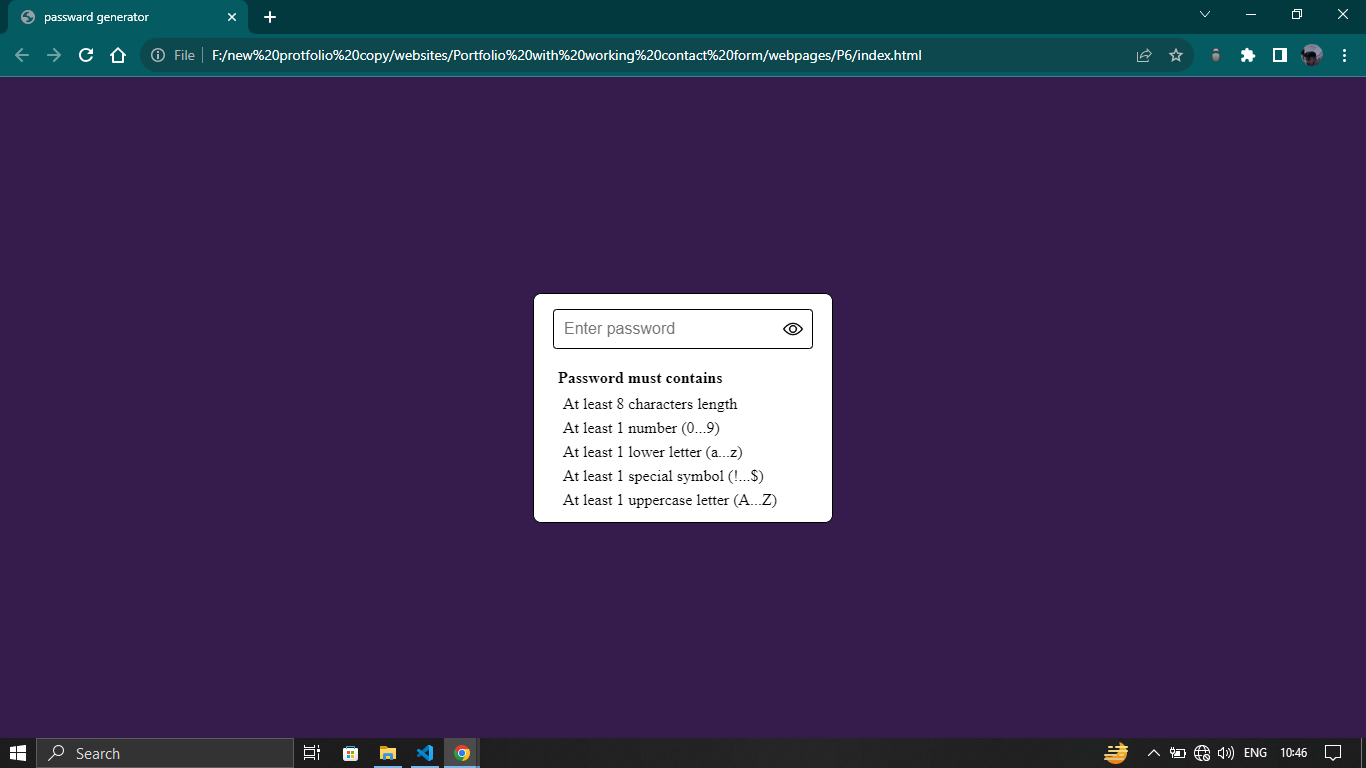 passward generator
File
F:/new%20protfolio%20copy/websites/Portfolio%20with%20working%20contact%20form/webpages/P6/index.html
Enter password
Password must contains
At least 8 characters length
At least 1 number (0...9)
At least 1 lower letter (a...z)
At least 1 special symbol (!...$)
At least 1 uppercase letter (A...Z)
Search
ENG
10:46